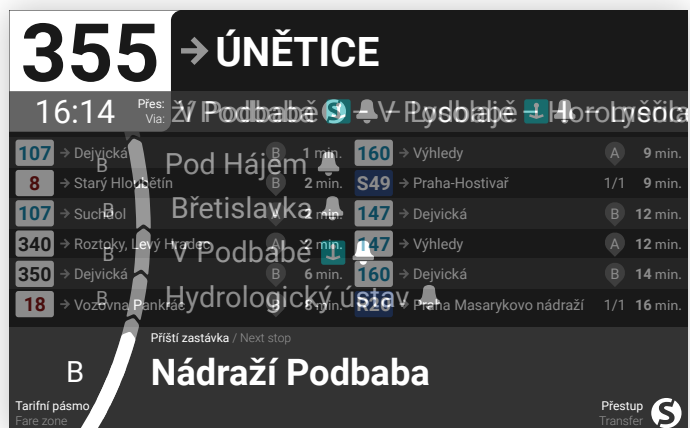 355 → ÚNĚTICE
16:14 Přes: Via: V Podbabě
107 → Dejvická B 1 min. 160 → Výhledy A 9 min.
B Pod Hájem
8 → Starý Hloubětín B 2 min. S49 → Praha-Hostivař 1/1 9 min.
B Břetislavka
107 → Suchdol 2 min. 147 → Dejvická B 12 min.
340 → Roztoky, Levý Hradec A 2 min. 147 → Výhledy A 12 min.
B V Podbabě
350 → Dejvická B 6 min. 160 → Dejvická B 14 min.
B Hydrologický ústav
18 → Vozovna Pankrác min. → Praha Masarykovo nádraží 1/1 16 min.
Příští zastávka / Next stop
B Nádraží Podbaba
Tarifní pásmo Přestup
Fare zone Transfer S